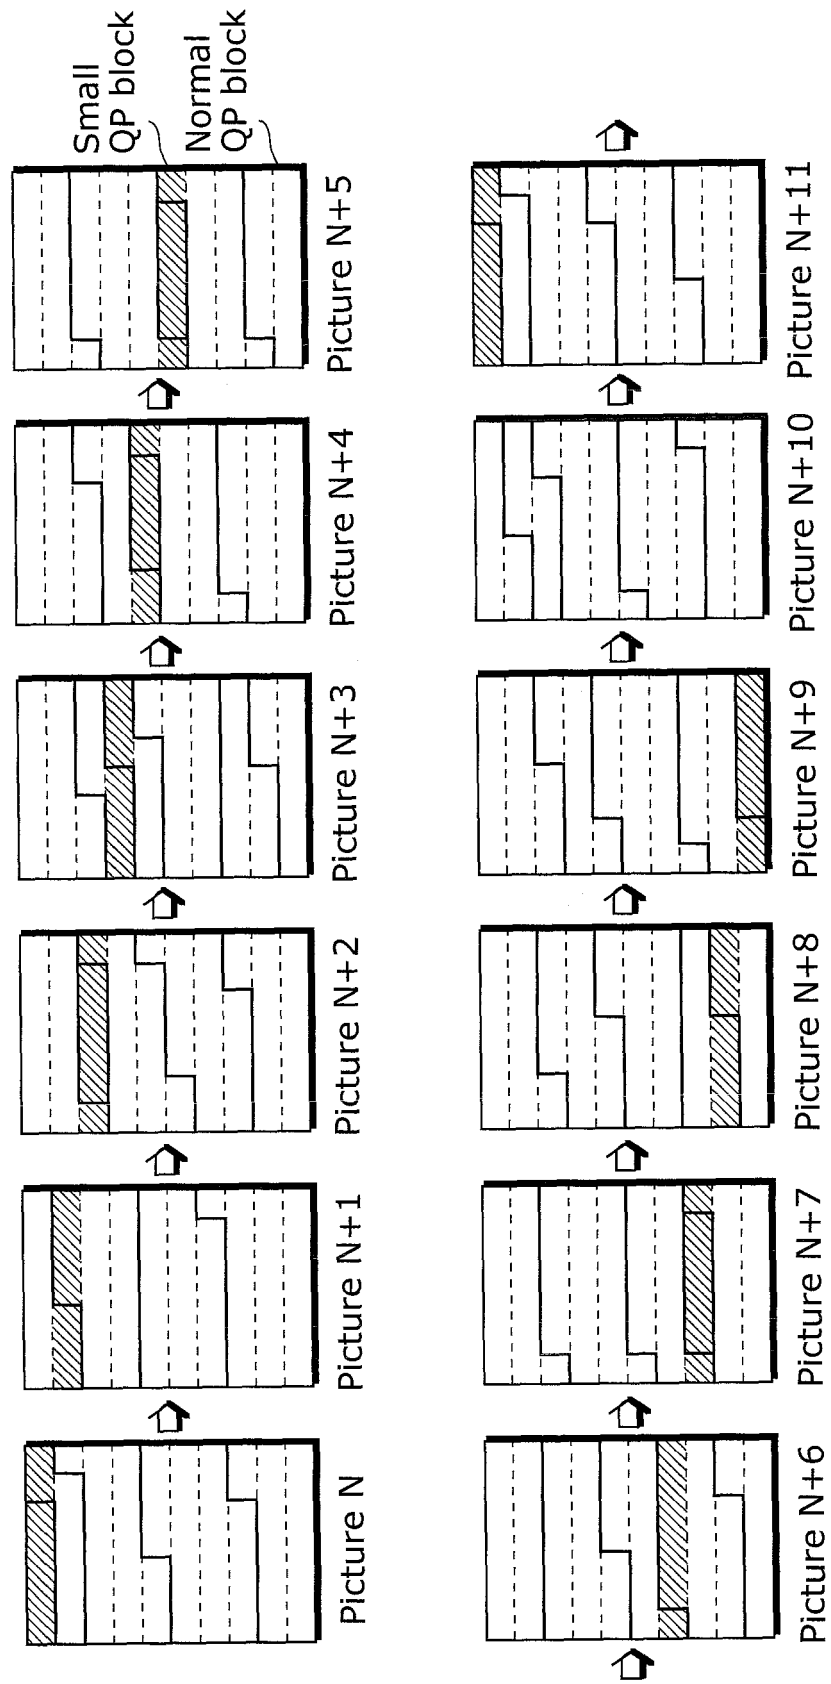 Small
QP block
Normal
QP block
Picture N
Picture N+1
Picture N+2
Picture N+3
Picture N+4
Picture N+5
Picture N+6
Picture N+7
Picture N+8
Picture N+9
Picture N+10
Picture N+11